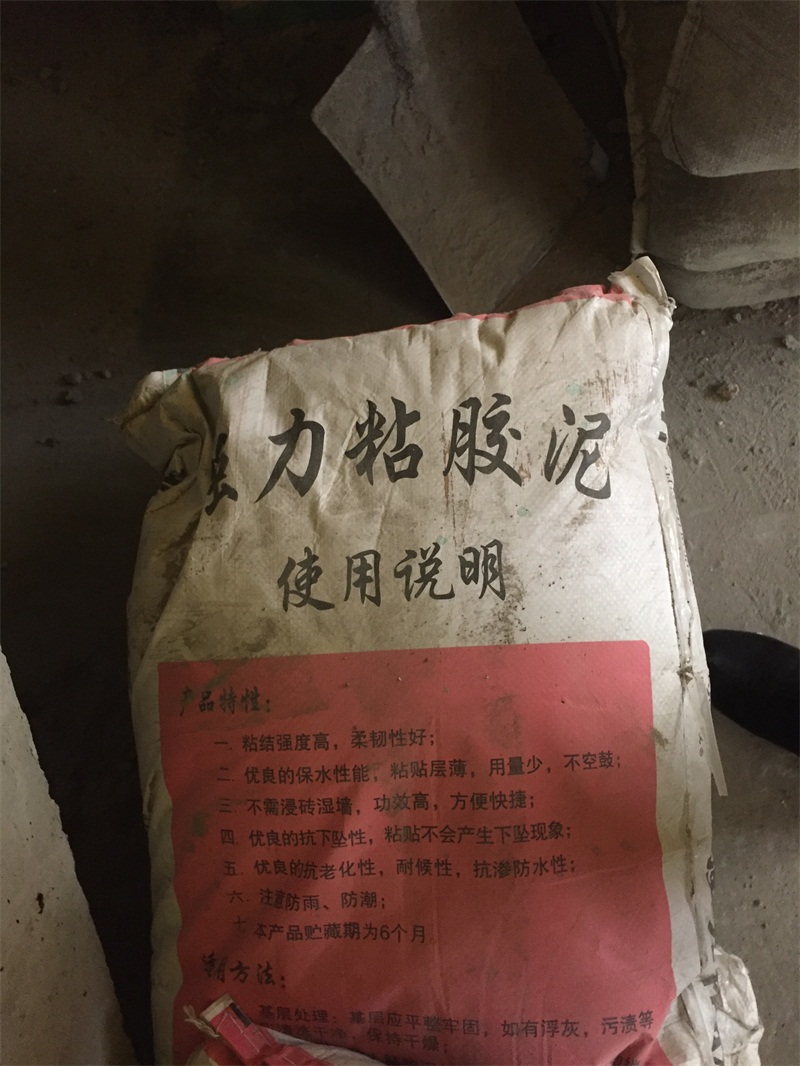 强力粘胶泥
使用说明
产品特性：
一. 粘结强度高，柔韧性好；
二. 优良的保水性能，粘贴层薄，用量少，不空鼓；
三. 不需浸砖湿墙，功效高，方便快捷；
四. 优良的抗下坠性，粘贴不会产生下坠现象；
五. 优良的抗老化性，耐候性，抗渗防水性；
六. 注意防雨、防潮；
七. 本产品贮藏期为6个月
方法：
基层处理：基层应平整牢固，如有浮灰，污渍等
清洗干净，保持干燥；